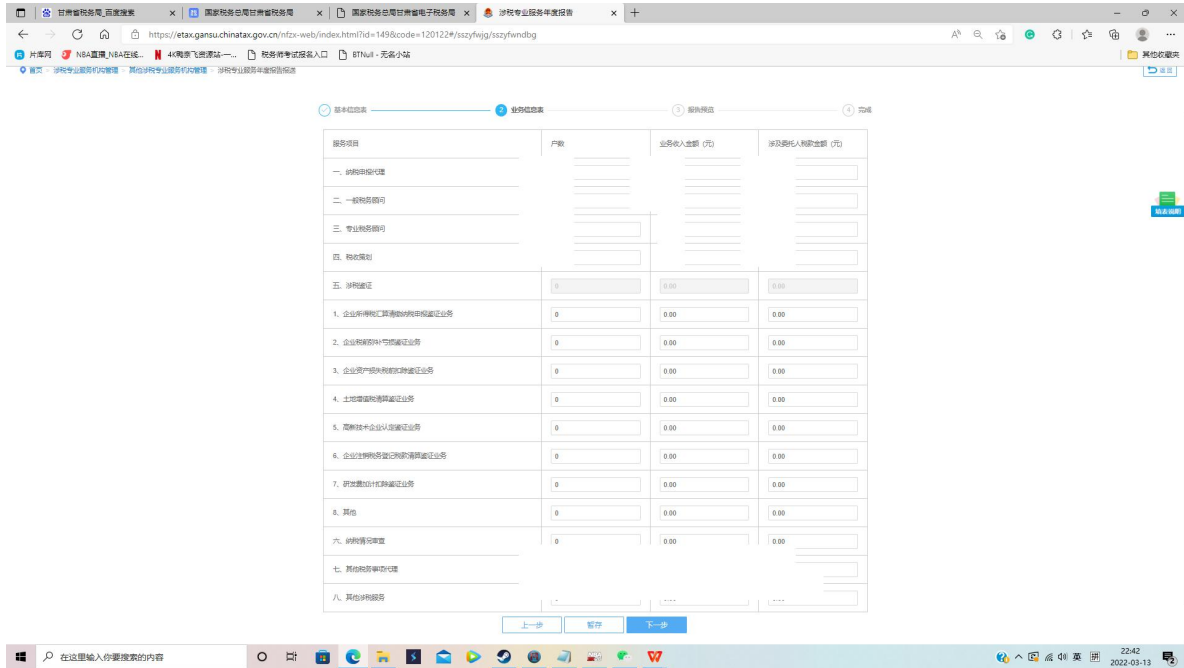 甘肃省税务局_百度搜索
国家税务总局甘肃省税务局
国家税务总局甘肃省电子税务局
涉税专业服务年度报告
https://etax.gansu.chinatax.gov.cn/nfzx-web/index.html?id=149&code=120122#/sszyfwjg/sszyfwndbg
片库网 NBA直播_NBA在线... 4K鸭奈飞资源站-一... 税务师考试报名入口 BTNull - 无名小站 其他收藏夹
首页 > 涉税专业服务机构管理 > 其他涉税专业服务机构管理 > 涉税专业服务年度报告报送 返回
基本信息表 2 业务信息表 3 报告预览 4 完成
服务项目 户数 业务收入金额（元） 涉及委托人税款金额（元）
一、纳税申报代理
二、一般税务顾问
填表说明
三、专业税务顾问
四、税收策划
五、涉税鉴证 0 0.00 0.00
1、企业所得税汇算清缴纳税申报鉴证业务 0 0.00 0.00
2、企业税前弥补亏损鉴证业务 0 0.00 0.00
3、企业资产损失税前扣除鉴证业务 0 0.00 0.00
4、土地增值税清算鉴证业务 0 0.00 0.00
5、高新技术企业认定鉴证业务 0 0.00 0.00
6、企业注销税务登记税款清算鉴证业务 0 0.00 0.00
7、研发费加计扣除鉴证业务 0 0.00 0.00
8、其他 0 0.00 0.00
六、纳税情况审查 0 0.00 0.00
七、其他税务事项代理
八、其他涉税服务
上一步 暂存 下一步
在这里输入你要搜索的内容
英 拼 22:42
2022-03-13